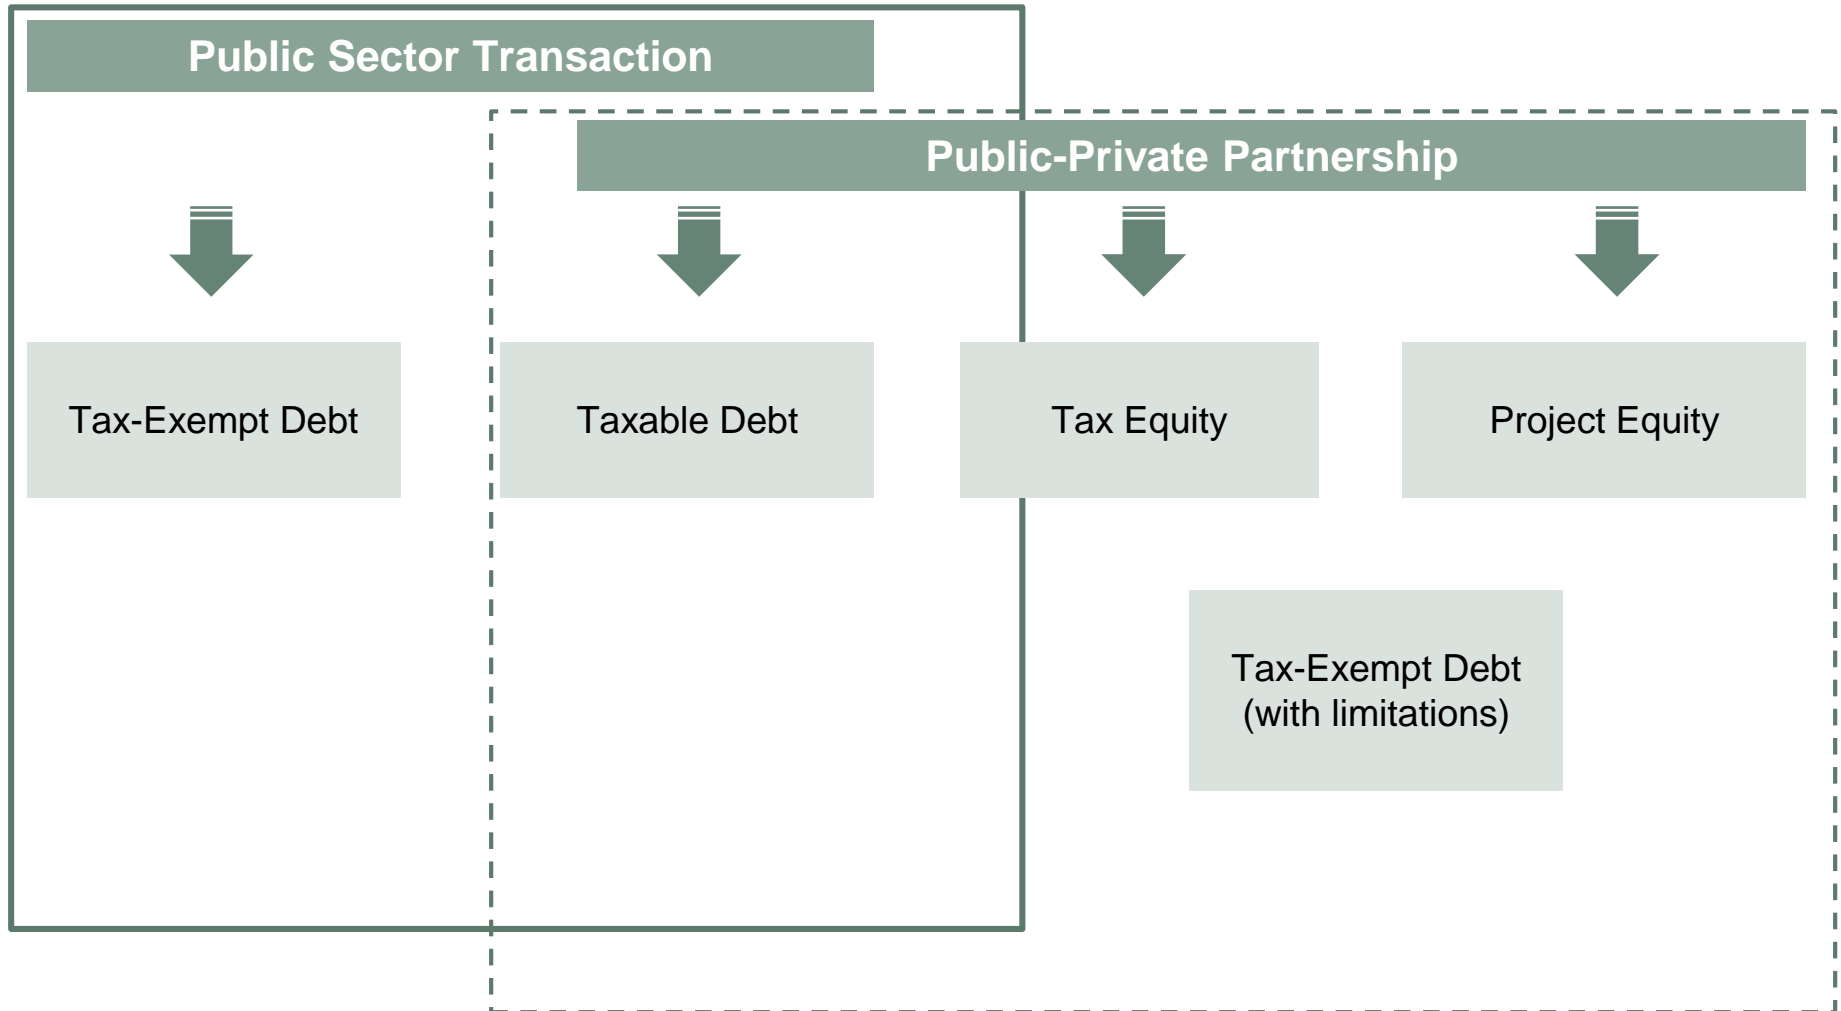 Public Sector Transaction
Public-Private Partnership
Tax-Exempt Debt
Taxable Debt
Tax Equity
Project Equity
Tax-Exempt Debt
(with limitations)